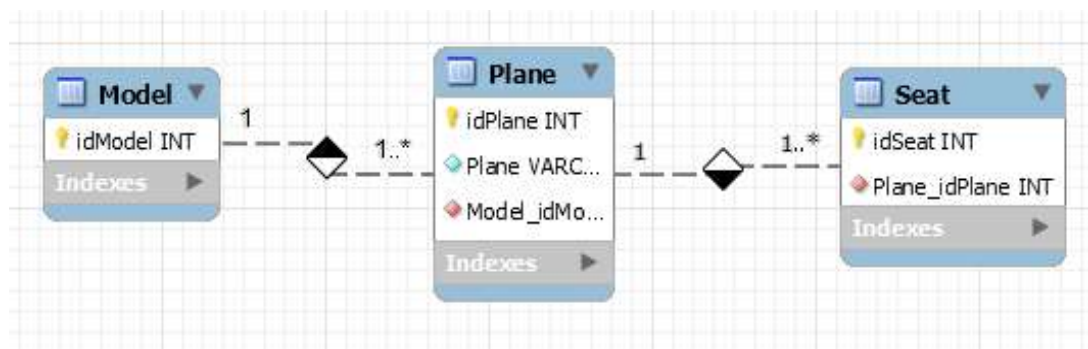 Model
idModel INT
Indexes
1
1..*
Plane
idPlane INT
Plane VARC...
Model_idMo...
Indexes
1
1..*
Seat
idSeat INT
Plane_idPlane INT
Indexes